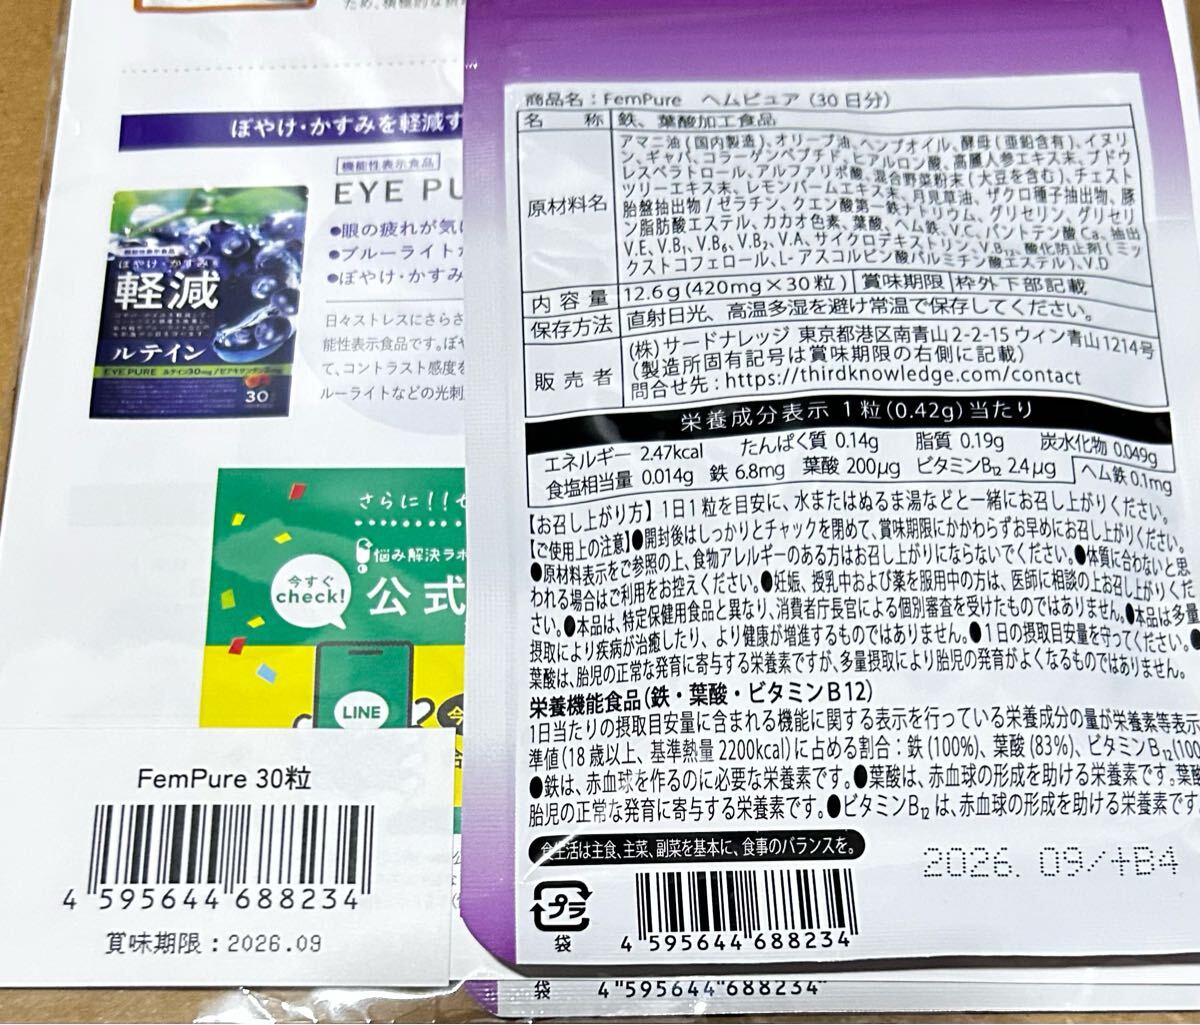 ぼやけ・かすみを軽減す
機能性表示食品
EYE PU
●眼の疲れが気に
●ブルーライトか
●ぼやけ・かすみ
ぼやけ・かすみを
軽減
ルテイン
EYE PURE
30
日々ストレスにさらさ
能性表示食品です。ぼや
て、コントラスト感度を
ルーライトなどの光刺
さらに!!
悩み解決ラボ
公式
今すぐ
check!
LINE
FemPure 30粒
4 595644 688234
賞味期限:2026.09
商品名:FemPure ヘムピュア (30日分)
名称 鉄、葉酸加工食品
原材料名
アマニ油(国内製造)、オリーブ油、ヘンプオイル、酵母(亜鉛含有)、イヌリ
ン、ギャバ、コラーゲンペプチド、ヒアルロン酸、高麗人参エキス末、ブドウ
レスベラトロール、アルファリポ酸、混合野菜粉末(大豆を含む)、チェスト
ツリーエキス末、レモンバームエキス末、月見草油、ザクロ種子抽出物、豚
胎盤抽出物/ゼラチン、クエン酸第一鉄ナトリウム、グリセリン、グリセリ
ン脂肪酸エステル、カカオ色素、葉酸、ヘム鉄、V.C、パントテン酸Ca、抽出
V.E、V.B₁、V.B₆、V.B₂、V.A、サイクロデキストリン、V.B₁₂、酸化防止剤(ミッ
クストコフェロール、L-アスコルビン酸パルミチン酸エステル)、V.D
内容量 12.6g(420mg×30粒) 賞味期限 枠外下部記載
保存方法 直射日光、高温多湿を避け常温で保存してください。
販売者
(株)サードナレッジ 東京都港区南青山2-2-15 ウィン青山1214号
(製造所固有記号は賞味期限の右側に記載)
問合せ先:https://thirdknowledge.com/contact
栄養成分表示 1粒(0.42g)当たり
エネルギー 2.47kcal たんぱく質 0.14g 脂質 0.19g 炭水化物 0.049g
食塩相当量 0.014g 鉄 6.8mg 葉酸 200μg ビタミンB₁₂ 2.4μg ヘム鉄 0.1mg
【お召し上がり方】1日1粒を目安に、水またはぬるま湯などと一緒にお召し上がりください。
【ご使用上の注意】●開封後はしっかりとチャックを閉めて、賞味期限にかかわらずお早めにお召し上がりください。
●原材料表示をご参照の上、食物アレルギーのある方はお召し上がりにならないでください。●体質に合わないと思
われる場合はご利用をお控えください。●妊娠、授乳中および薬を服用中の方は、医師に相談の上お召し上がりくだ
さい。●本品は、特定保健用食品と異なり、消費者庁長官による個別審査を受けたものではありません。●本品は多量
摂取により疾病が治癒したり、より健康が増進するものではありません。●1日の摂取目安量を守ってください。●
葉酸は、胎児の正常な発育に寄与する栄養素ですが、多量摂取により胎児の発育がよくなるものではありません。
栄養機能食品(鉄・葉酸・ビタミンB12)
1日当たりの摂取目安量に含まれる機能に関する表示を行っている栄養成分の量が栄養素等表示
準値(18歳以上、基準熱量2200kcal)に占める割合:鉄(100%)、葉酸(83%)、ビタミンB₁₂(100
●鉄は、赤血球を作るのに必要な栄養素です。●葉酸は、赤血球の形成を助ける栄養素です。葉酸
胎児の正常な発育に寄与する栄養素です。●ビタミンB₁₂は、赤血球の形成を助ける栄養素です
食生活は主食、主菜、副菜を基本に、食事のバランスを。
2026.09/+B4
プラ
袋
4 595644 688234
袋
4 595644 688234